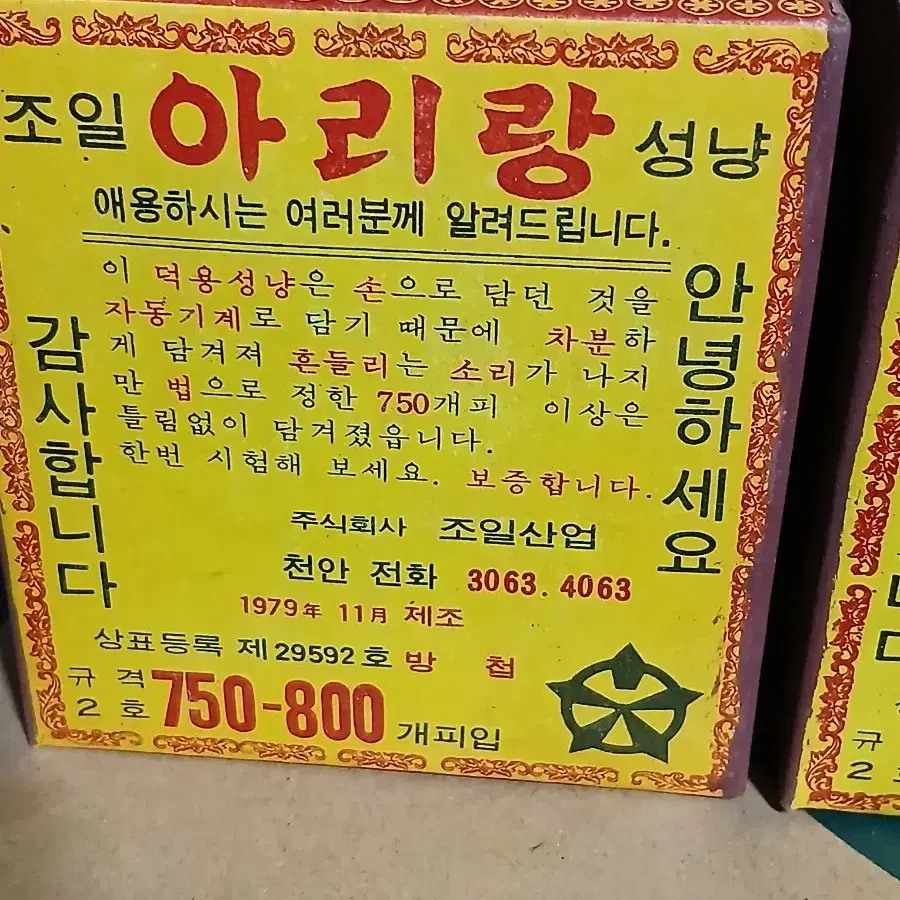 조일 아리랑 성냥
애용하시는 여러분께 알려드립니다.
안녕하세요
이 덕용성냥은 손으로 담던 것을
자동기계로 담기 때문에 차분하
게 담겨져 흔들리는 소리가 나지
만 법으로 정한 750개피 이상은
틀림없이 담겨졌읍니다.
한번 시험해 보세요. 보증합니다.
감사합니다
주식회사 조일산업
천안 전화 3063. 4063
1979年 11月 제조
상표등록 제 29592 호 방 첩
규 격
2 호 750-800 개피입
규
2